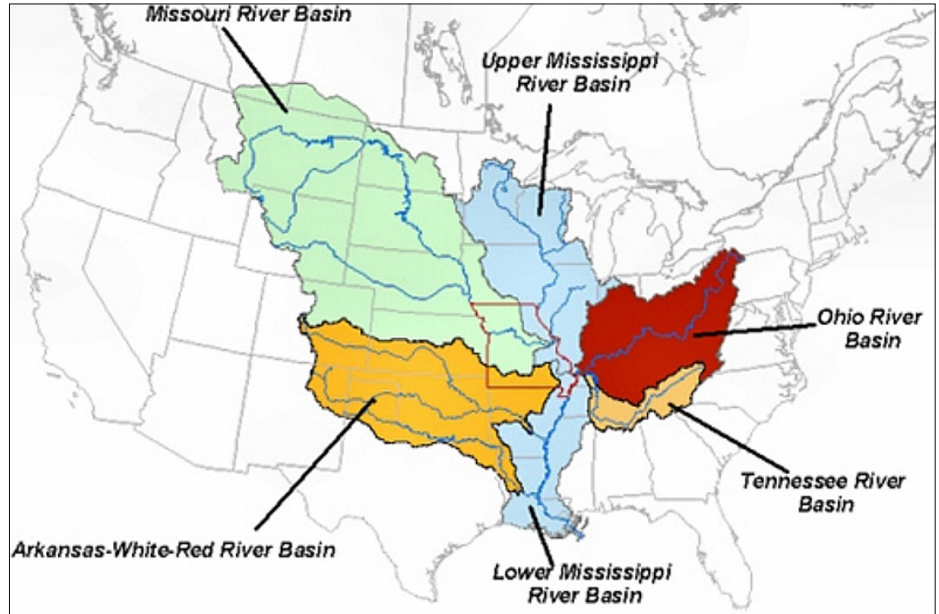 Missouri River Basin
Upper Mississippi
River Basin
Ohio River
Basin
Tennessee River
Basin
Arkansas-White-Red River Basin
Lower Mississippi
River Basin